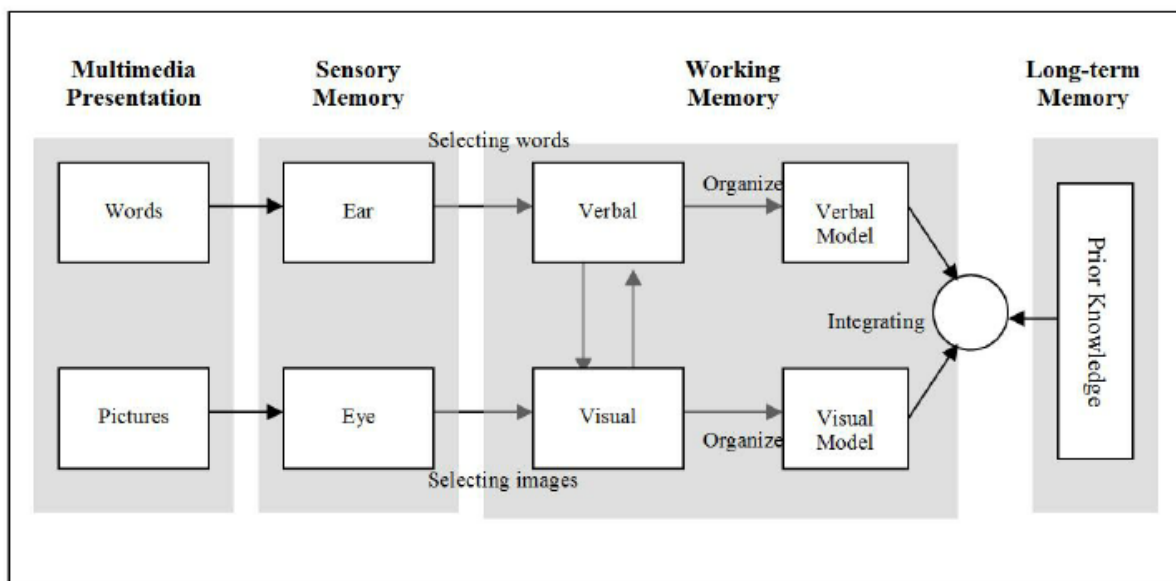 Multimedia
Presentation
Sensory
Memory
Working
Memory
Long-term
Memory
Selecting words
Words
Ear
Verbal
Organize
Verbal
Model
Integrating
Prior Knowledge
Pictures
Eye
Visual
Organize
Visual
Model
Selecting images